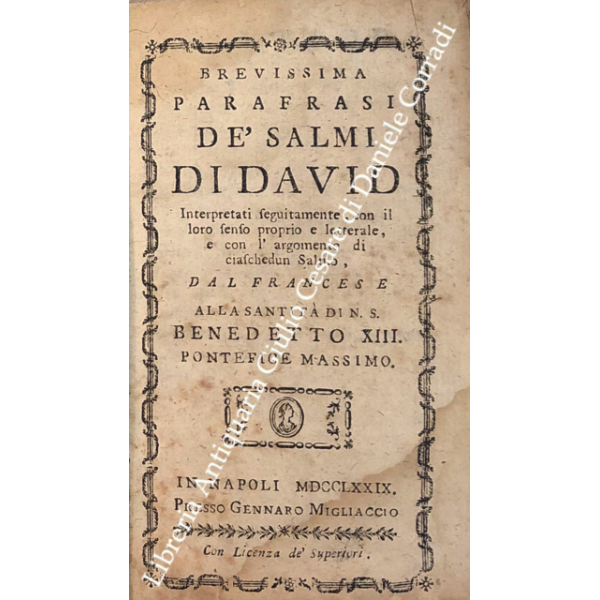 BREVISSIMA
PARAFRASI
DE' SALMI
DI DAVID
Interpretati ſeguitamente, con il
loro ſenſo proprio e letterale,
e con l' argomento di
ciaſchedun Salmo,
DAL FRANCESE
ALLA SANTITÀ DI N. S.
BENEDETTO XIII.
PONTEFICE MASSIMO.
IN NAPOLI MDCCLXXIX.
PRESSO GENNARO MIGLIACCIO
Con Licenza de' Superiori.
Libreria Antiquaria Giulio Cesare di Daniele Corradi